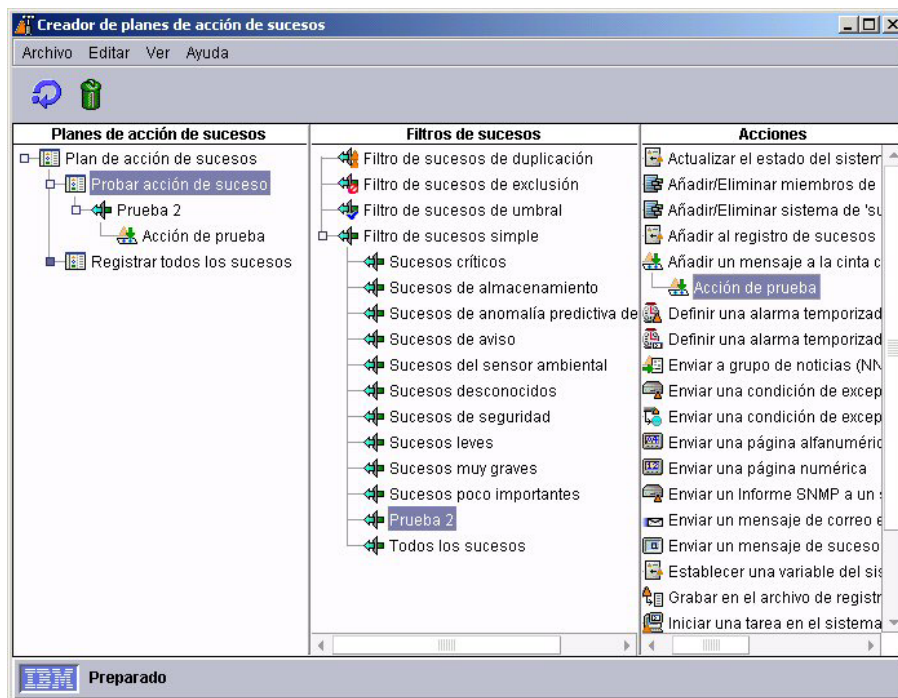 Creador de planes de acción de sucesos
Archivo Editar Ver Ayuda
Planes de acción de sucesos
Plan de acción de sucesos
Probar acción de suceso
Prueba 2
Acción de prueba
Registrar todos los sucesos
Filtros de sucesos
Filtro de sucesos de duplicación
Filtro de sucesos de exclusión
Filtro de sucesos de umbral
Filtro de sucesos simple
Sucesos críticos
Sucesos de almacenamiento
Sucesos de anomalía predictiva de
Sucesos de aviso
Sucesos del sensor ambiental
Sucesos desconocidos
Sucesos de seguridad
Sucesos leves
Sucesos muy graves
Sucesos poco importantes
Prueba 2
Todos los sucesos
Acciones
Actualizar el estado del sistem
Añadir/Eliminar miembros de
Añadir/Eliminar sistema de 'su
Añadir al registro de sucesos
Añadir un mensaje a la cinta c
Acción de prueba
Definir una alarma temporizad
Definir una alarma temporizad
Enviar a grupo de noticias (NN
Enviar una condición de excep
Enviar una condición de excep
Enviar una página alfanuméric
Enviar una página numérica
Enviar un Informe SNMP a un s
Enviar un mensaje de correo e
Enviar un mensaje de suceso
Establecer una variable del sis
Grabar en el archivo de registr
Iniciar una tarea en el sistema
IBM Preparado